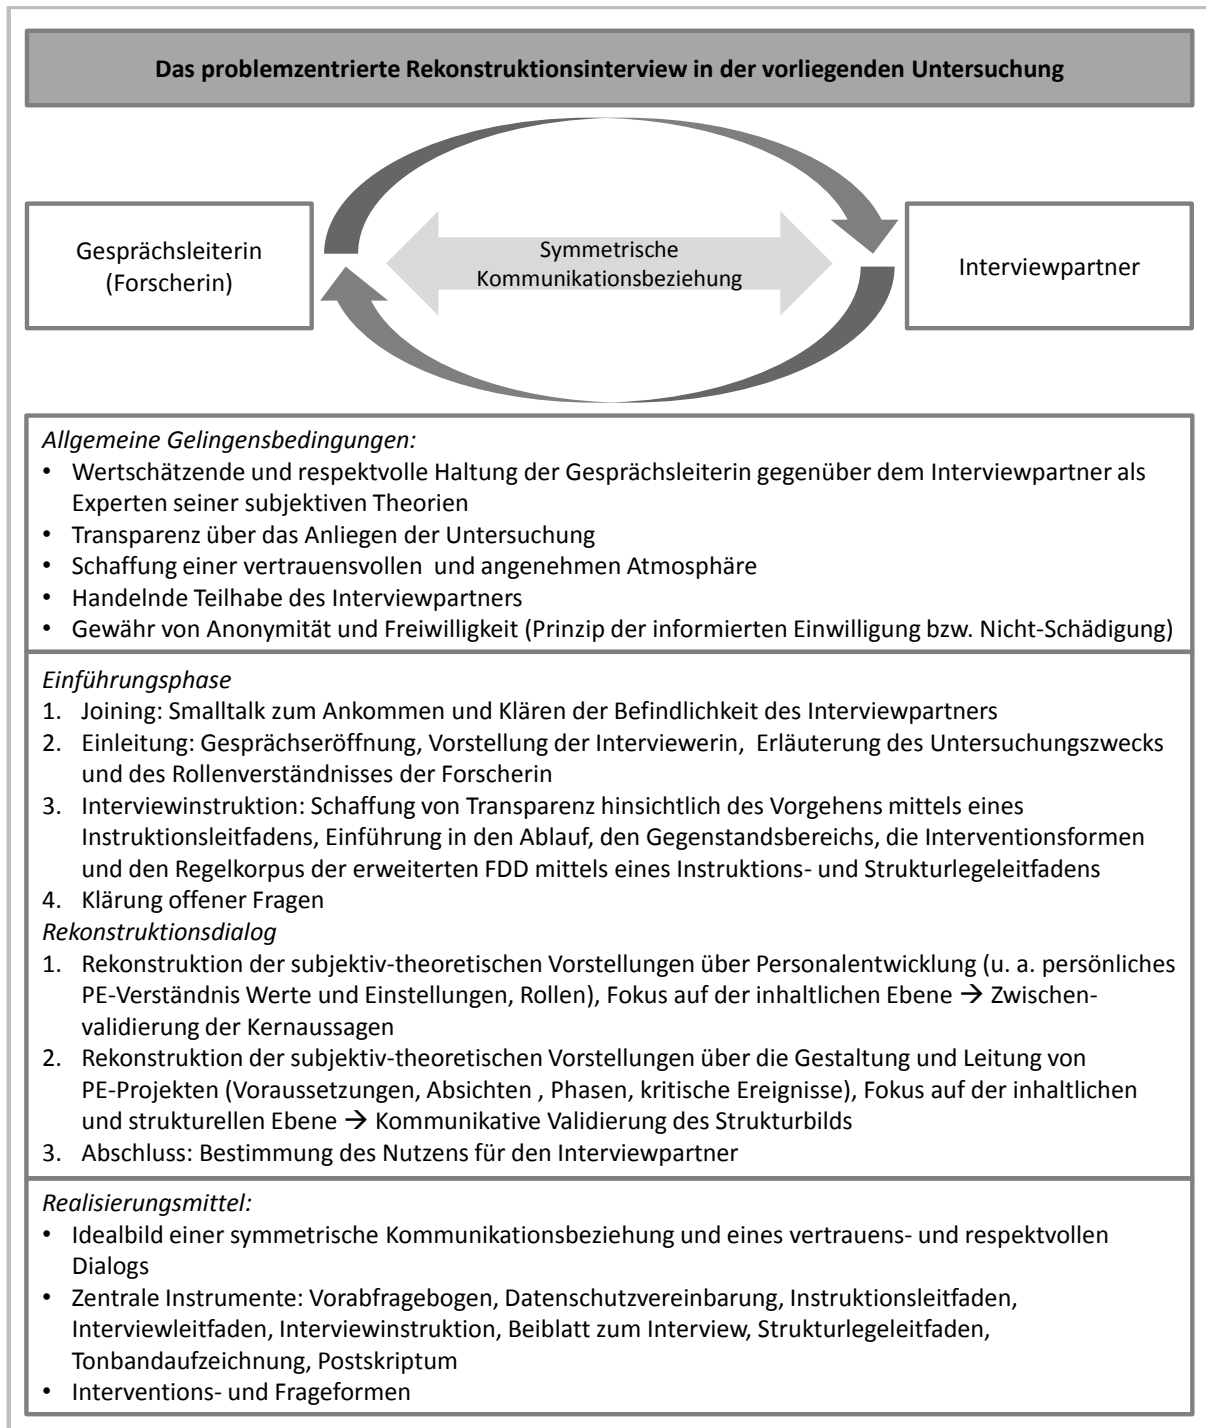 Das problemzentrierte Rekonstruktionsinterview in der vorliegenden Untersuchung
Gesprächsleiterin
(Forscherin)
Symmetrische
Kommunikationsbeziehung
Interviewpartner
Allgemeine Gelingensbedingungen:
• Wertschätzende und respektvolle Haltung der Gesprächsleiterin gegenüber dem Interviewpartner als
Experten seiner subjektiven Theorien
• Transparenz über das Anliegen der Untersuchung
• Schaffung einer vertrauensvollen und angenehmen Atmosphäre
• Handelnde Teilhabe des Interviewpartners
• Gewähr von Anonymität und Freiwilligkeit (Prinzip der informierten Einwilligung bzw. Nicht-Schädigung)
Einführungsphase
1. Joining: Smalltalk zum Ankommen und Klären der Befindlichkeit des Interviewpartners
2. Einleitung: Gesprächseröffnung, Vorstellung der Interviewerin, Erläuterung des Untersuchungszwecks
und des Rollenverständnisses der Forscherin
3. Interviewinstruktion: Schaffung von Transparenz hinsichtlich des Vorgehens mittels eines
Instruktionsleitfadens, Einführung in den Ablauf, den Gegenstandsbereichs, die Interventionsformen
und den Regelkorpus der erweiterten FDD mittels eines Instruktions- und Strukturlegeleitfadens
4. Klärung offener Fragen
Rekonstruktionsdialog
1. Rekonstruktion der subjektiv-theoretischen Vorstellungen über Personalentwicklung (u. a. persönliches
PE-Verständnis Werte und Einstellungen, Rollen), Fokus auf der inhaltlichen Ebene → Zwischen-
validierung der Kernaussagen
2. Rekonstruktion der subjektiv-theoretischen Vorstellungen über die Gestaltung und Leitung von
PE-Projekten (Voraussetzungen, Absichten , Phasen, kritische Ereignisse), Fokus auf der inhaltlichen
und strukturellen Ebene → Kommunikative Validierung des Strukturbilds
3. Abschluss: Bestimmung des Nutzens für den Interviewpartner
Realisierungsmittel:
• Idealbild einer symmetrische Kommunikationsbeziehung und eines vertrauens- und respektvollen
Dialogs
• Zentrale Instrumente: Vorabfragebogen, Datenschutzvereinbarung, Instruktionsleitfaden,
Interviewleitfaden, Interviewinstruktion, Beiblatt zum Interview, Strukturlegeleitfaden,
Tonbandaufzeichnung, Postskriptum
• Interventions- und Frageformen